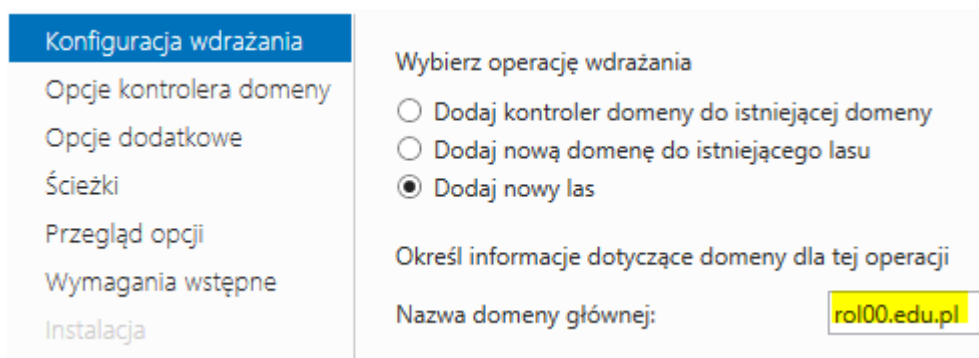 Konfiguracja wdrażania
Opcje kontrolera domeny
Opcje dodatkowe
Ścieżki
Przegląd opcji
Wymagania wstępne
Instalacja
Wybierz operację wdrażania
Dodaj kontroler domeny do istniejącej domeny
Dodaj nową domenę do istniejącego lasu
Dodaj nowy las
Określ informacje dotyczące domeny dla tej operacji
Nazwa domeny głównej: rol00.edu.pl